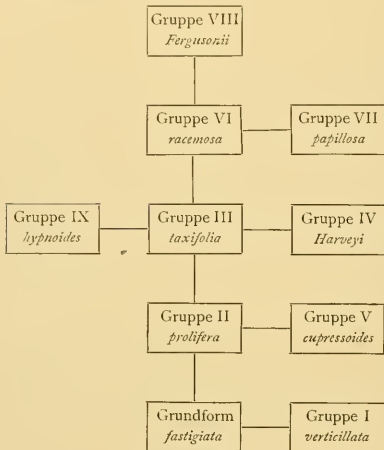 Gruppe VIII
Fergusonii
Gruppe VI
racemosa
Gruppe VII
papillosa
Gruppe IX
hypnoides
Gruppe III
taxifolia
Gruppe IV
Harveyi
Gruppe II
prolifera
Gruppe V
cupressoides
Grundform
fastigiata
Gruppe I
verticillata